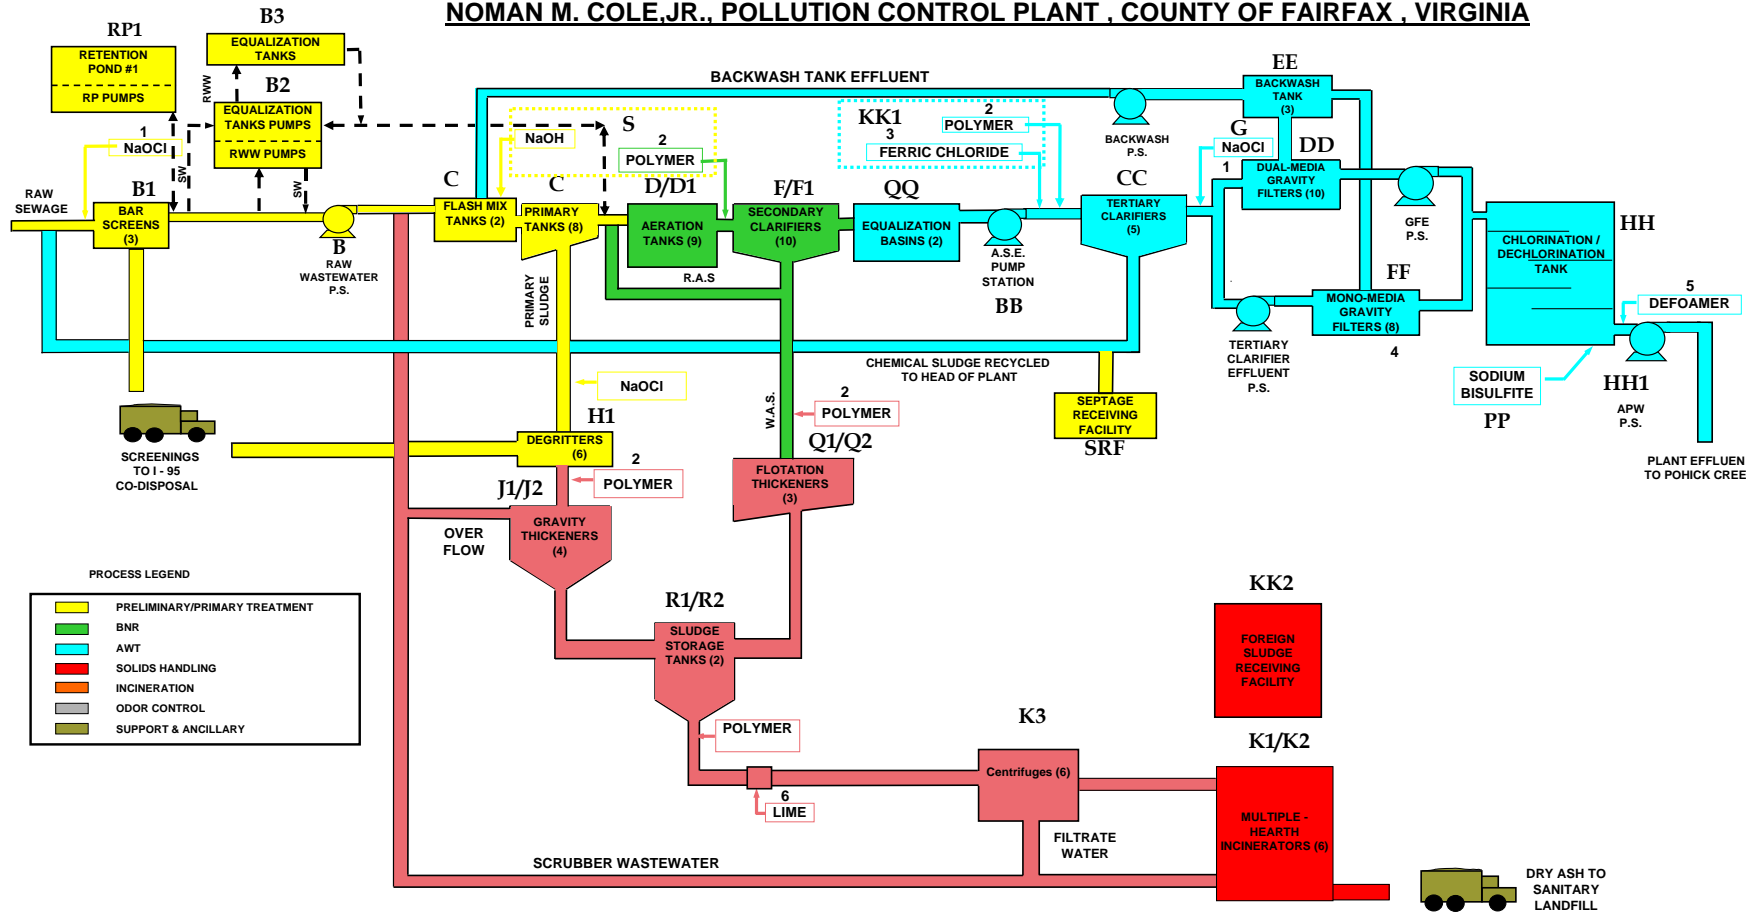 NOMAN M. COLE,JR., POLLUTION CONTROL PLANT , COUNTY OF FAIRFAX , VIRGINIA
RP1
RETENTION
POND #1
RP PUMPS
B3
EQUALIZATION
TANKS
RWW
B2
EQUALIZATION
TANKS PUMPS
RWW PUMPS
SW
SW
1
NaOCl
RAW
SEWAGE
B1
BAR
SCREENS
(3)
B
RAW
WASTEWATER
P.S.
BACKWASH TANK EFFLUENT
S
NaOH
2
POLYMER
C
FLASH MIX
TANKS (2)
C
PRIMARY
TANKS (8)
D/D1
AERATION
TANKS (9)
R.A.S
F/F1
SECONDARY
CLARIFIERS
(10)
QQ
EQUALIZATION
BASINS (2)
KK1
3
FERRIC CHLORIDE
2
POLYMER
A.S.E.
PUMP
STATION
BB
CC
TERTIARY
CLARIFIERS
(5)
BACKWASH
P.S.
EE
BACKWASH
TANK
(3)
G
NaOCl
1
DD
DUAL-MEDIA
GRAVITY
FILTERS (10)
GFE
P.S.
FF
MONO-MEDIA
GRAVITY
FILTERS (8)
4
TERTIARY
CLARIFIER
EFFLUENT
P.S.
HH
CHLORINATION /
DECHLORINATION
TANK
5
DEFOAMER
SODIUM
BISULFITE
PP
HH1
APW
P.S.
PLANT EFFLUEN
TO POHICK CREE
PRIMARY
SLUDGE
CHEMICAL SLUDGE RECYCLED
TO HEAD OF PLANT
SEPTAGE
RECEIVING
FACILITY
SRF
NaOCl
W.A.S.
2
POLYMER
SCREENINGS
TO I - 95
CO-DISPOSAL
H1
DEGRITTERS
(6)
2
POLYMER
Q1/Q2
FLOTATION
THICKENERS
(3)
J1/J2
GRAVITY
THICKENERS
(4)
OVER
FLOW
R1/R2
SLUDGE
STORAGE
TANKS (2)
POLYMER
6
LIME
K3
Centrifuges (6)
FILTRATE
WATER
SCRUBBER WASTEWATER
KK2
FOREIGN
SLUDGE
RECEIVING
FACILITY
K1/K2
MULTIPLE -
HEARTH
INCINERATORS (6)
DRY ASH TO
SANITARY
LANDFILL
PROCESS LEGEND
PRELIMINARY/PRIMARY TREATMENT
BNR
AWT
SOLIDS HANDLING
INCINERATION
ODOR CONTROL
SUPPORT & ANCILLARY